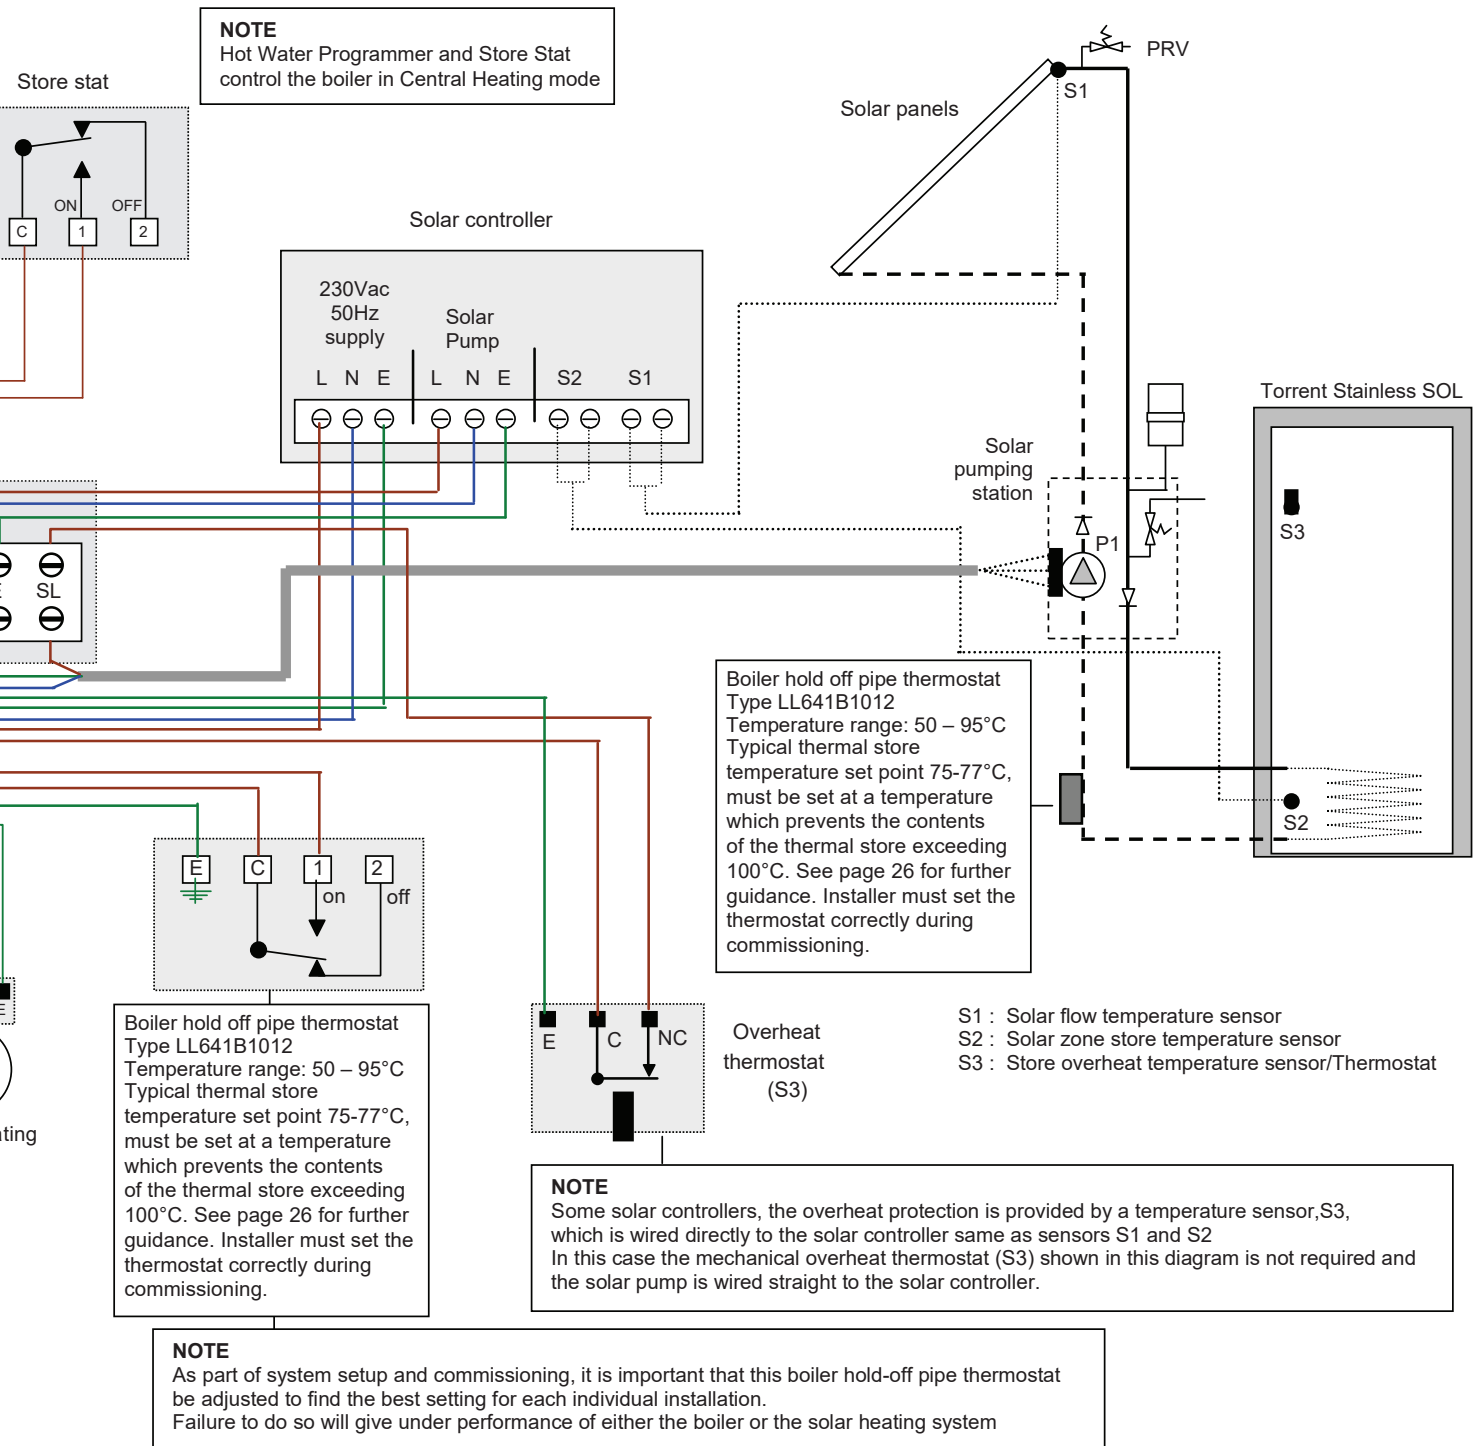 NOTE
Hot Water Programmer and Store Stat
control the boiler in Central Heating mode
Store stat
ON
OFF
C
1
2
PRV
S1
Solar panels
Solar controller
230Vac
50Hz
supply
Solar
Pump
L N E
L N E
S2
S1
Torrent Stainless SOL
Solar
pumping
station
P1
S3
S2
E
SL
Boiler hold off pipe thermostat
Type LL641B1012
Temperature range: 50 – 95°C
Typical thermal store
temperature set point 75-77°C,
must be set at a temperature
which prevents the contents
of the thermal store exceeding
100°C. See page 26 for further
guidance. Installer must set the
thermostat correctly during
commissioning.
E
C
1
2
on
off
E
ating
Boiler hold off pipe thermostat
Type LL641B1012
Temperature range: 50 – 95°C
Typical thermal store
temperature set point 75-77°C,
must be set at a temperature
which prevents the contents
of the thermal store exceeding
100°C. See page 26 for further
guidance. Installer must set the
thermostat correctly during
commissioning.
E
C
NC
Overheat
thermostat
(S3)
S1 : Solar flow temperature sensor
S2 : Solar zone store temperature sensor
S3 : Store overheat temperature sensor/Thermostat
NOTE
Some solar controllers, the overheat protection is provided by a temperature sensor,S3,
which is wired directly to the solar controller same as sensors S1 and S2
In this case the mechanical overheat thermostat (S3) shown in this diagram is not required and
the solar pump is wired straight to the solar controller.
NOTE
As part of system setup and commissioning, it is important that this boiler hold-off pipe thermostat
be adjusted to find the best setting for each individual installation.
Failure to do so will give under performance of either the boiler or the solar heating system